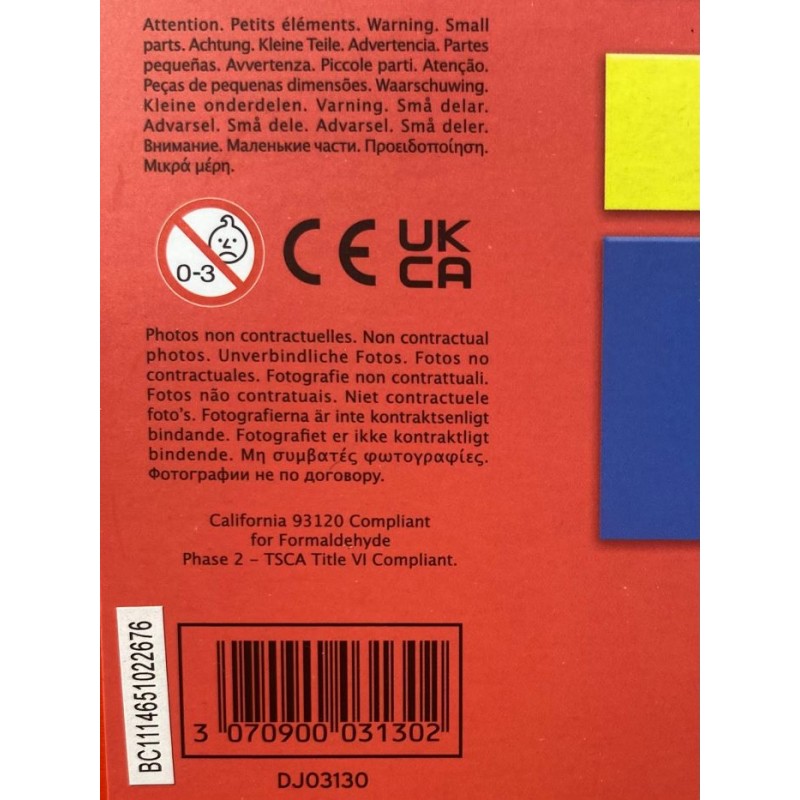 Attention. Petits éléments. Warning. Small
parts. Achtung. Kleine Teile. Advertencia. Partes
pequeñas. Avvertenza. Piccole parti. Atenção.
Peças de pequenas dimensões. Waarschuwing.
Kleine onderdelen. Varning. Små delar.
Advarsel. Små dele. Advarsel. Små deler.
Внимание. Маленькие части. Προειδοποίηση.
Μικρά μέρη.
0-3
CE
UK
CA
Photos non contractuelles. Non contractual
photos. Unverbindliche Fotos. Fotos no
contractuales. Fotografie non contrattuali.
Fotos não contratuais. Niet contractuele
foto's. Fotografierna är inte kontraktsenligt
bindande. Fotografiet er ikke kontraktligt
bindende. Μη συμβατές φωτογραφίες.
Фотографии не по договору.
California 93120 Compliant
for Formaldehyde
Phase 2 – TSCA Title VI Compliant.
BC1114651022676
3 070900 031302
DJ03130